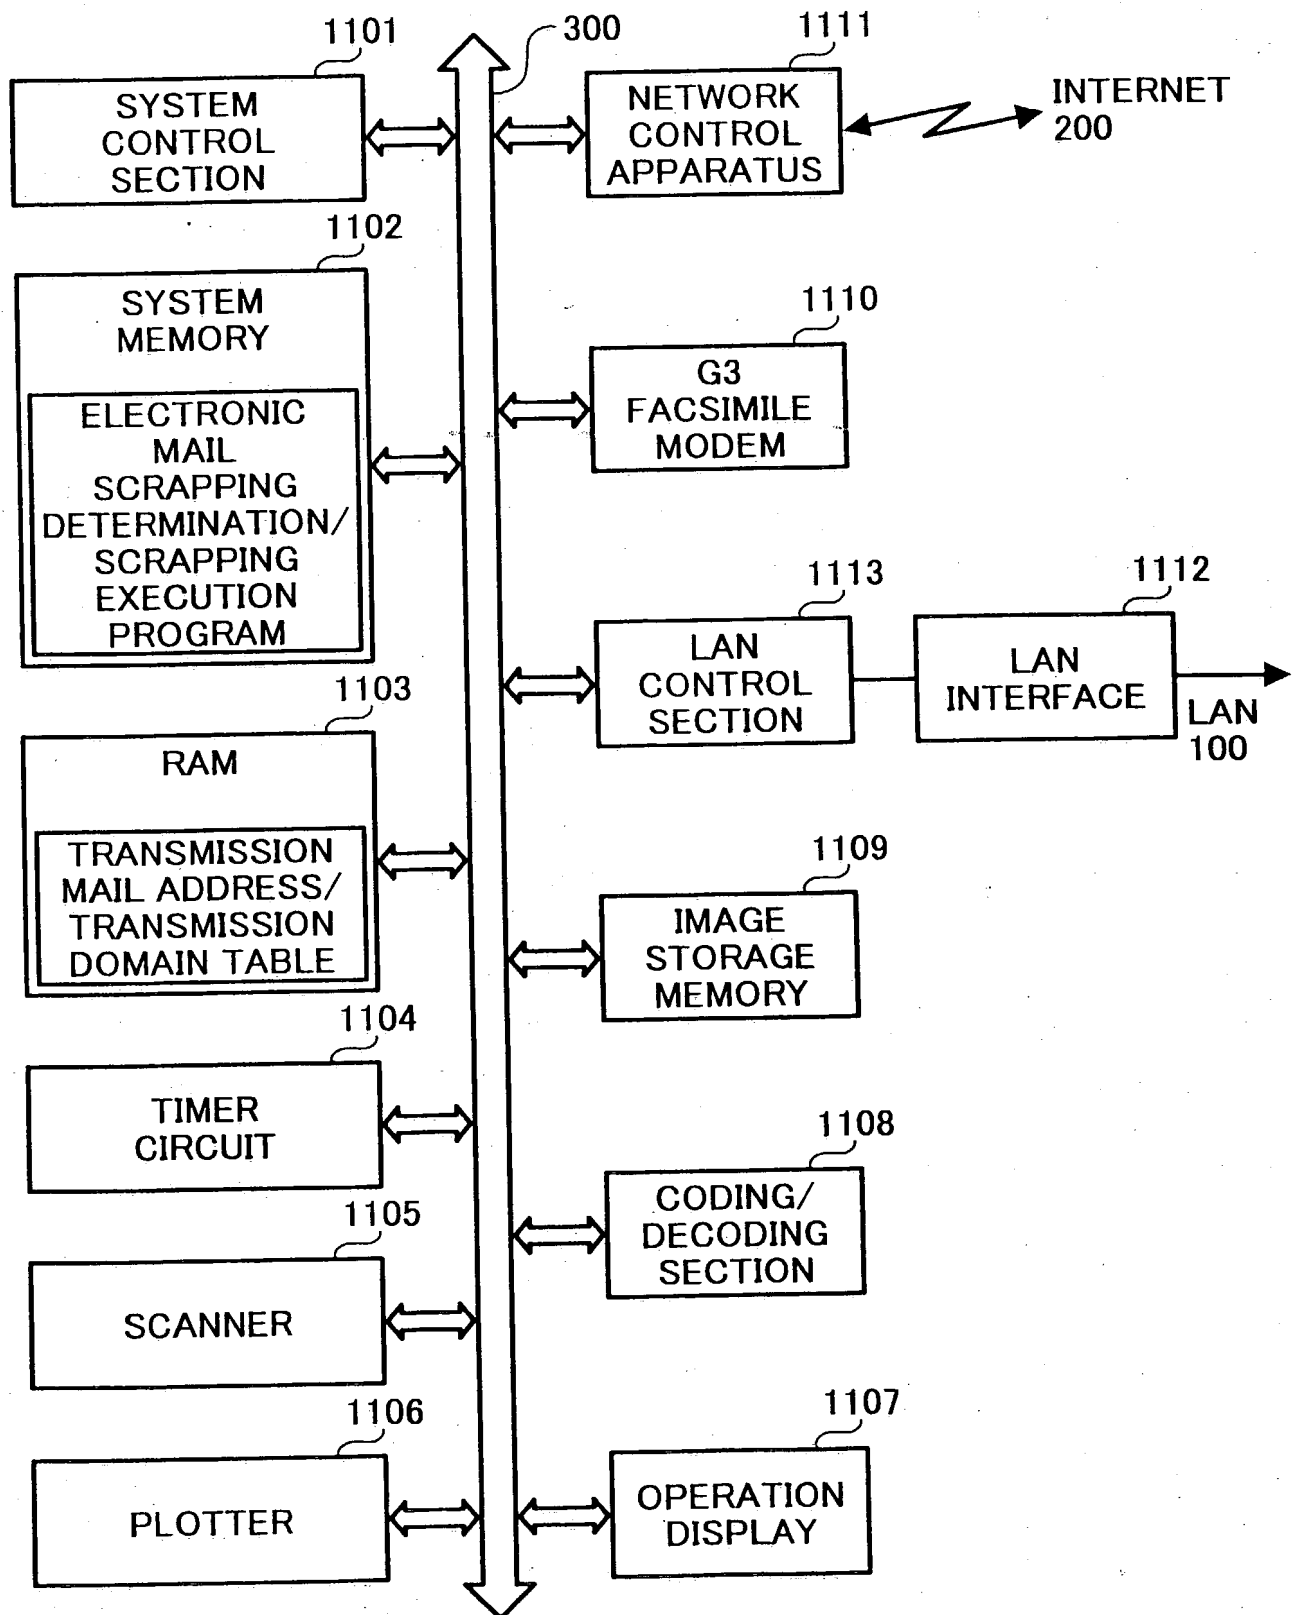 1101
SYSTEM
CONTROL
SECTION
300
1111
NETWORK
CONTROL
APPARATUS
INTERNET
200
1102
SYSTEM
MEMORY
ELECTRONIC
MAIL
SCRAPPING
DETERMINATION/
SCRAPPING
EXECUTION
PROGRAM
1110
G3
FACSIMILE
MODEM
1113
LAN
CONTROL
SECTION
1112
LAN
INTERFACE
LAN
100
1103
RAM
TRANSMISSION
MAIL ADDRESS/
TRANSMISSION
DOMAIN TABLE
1109
IMAGE
STORAGE
MEMORY
1104
TIMER
CIRCUIT
1108
CODING/
DECODING
SECTION
1105
SCANNER
1106
PLOTTER
1107
OPERATION
DISPLAY